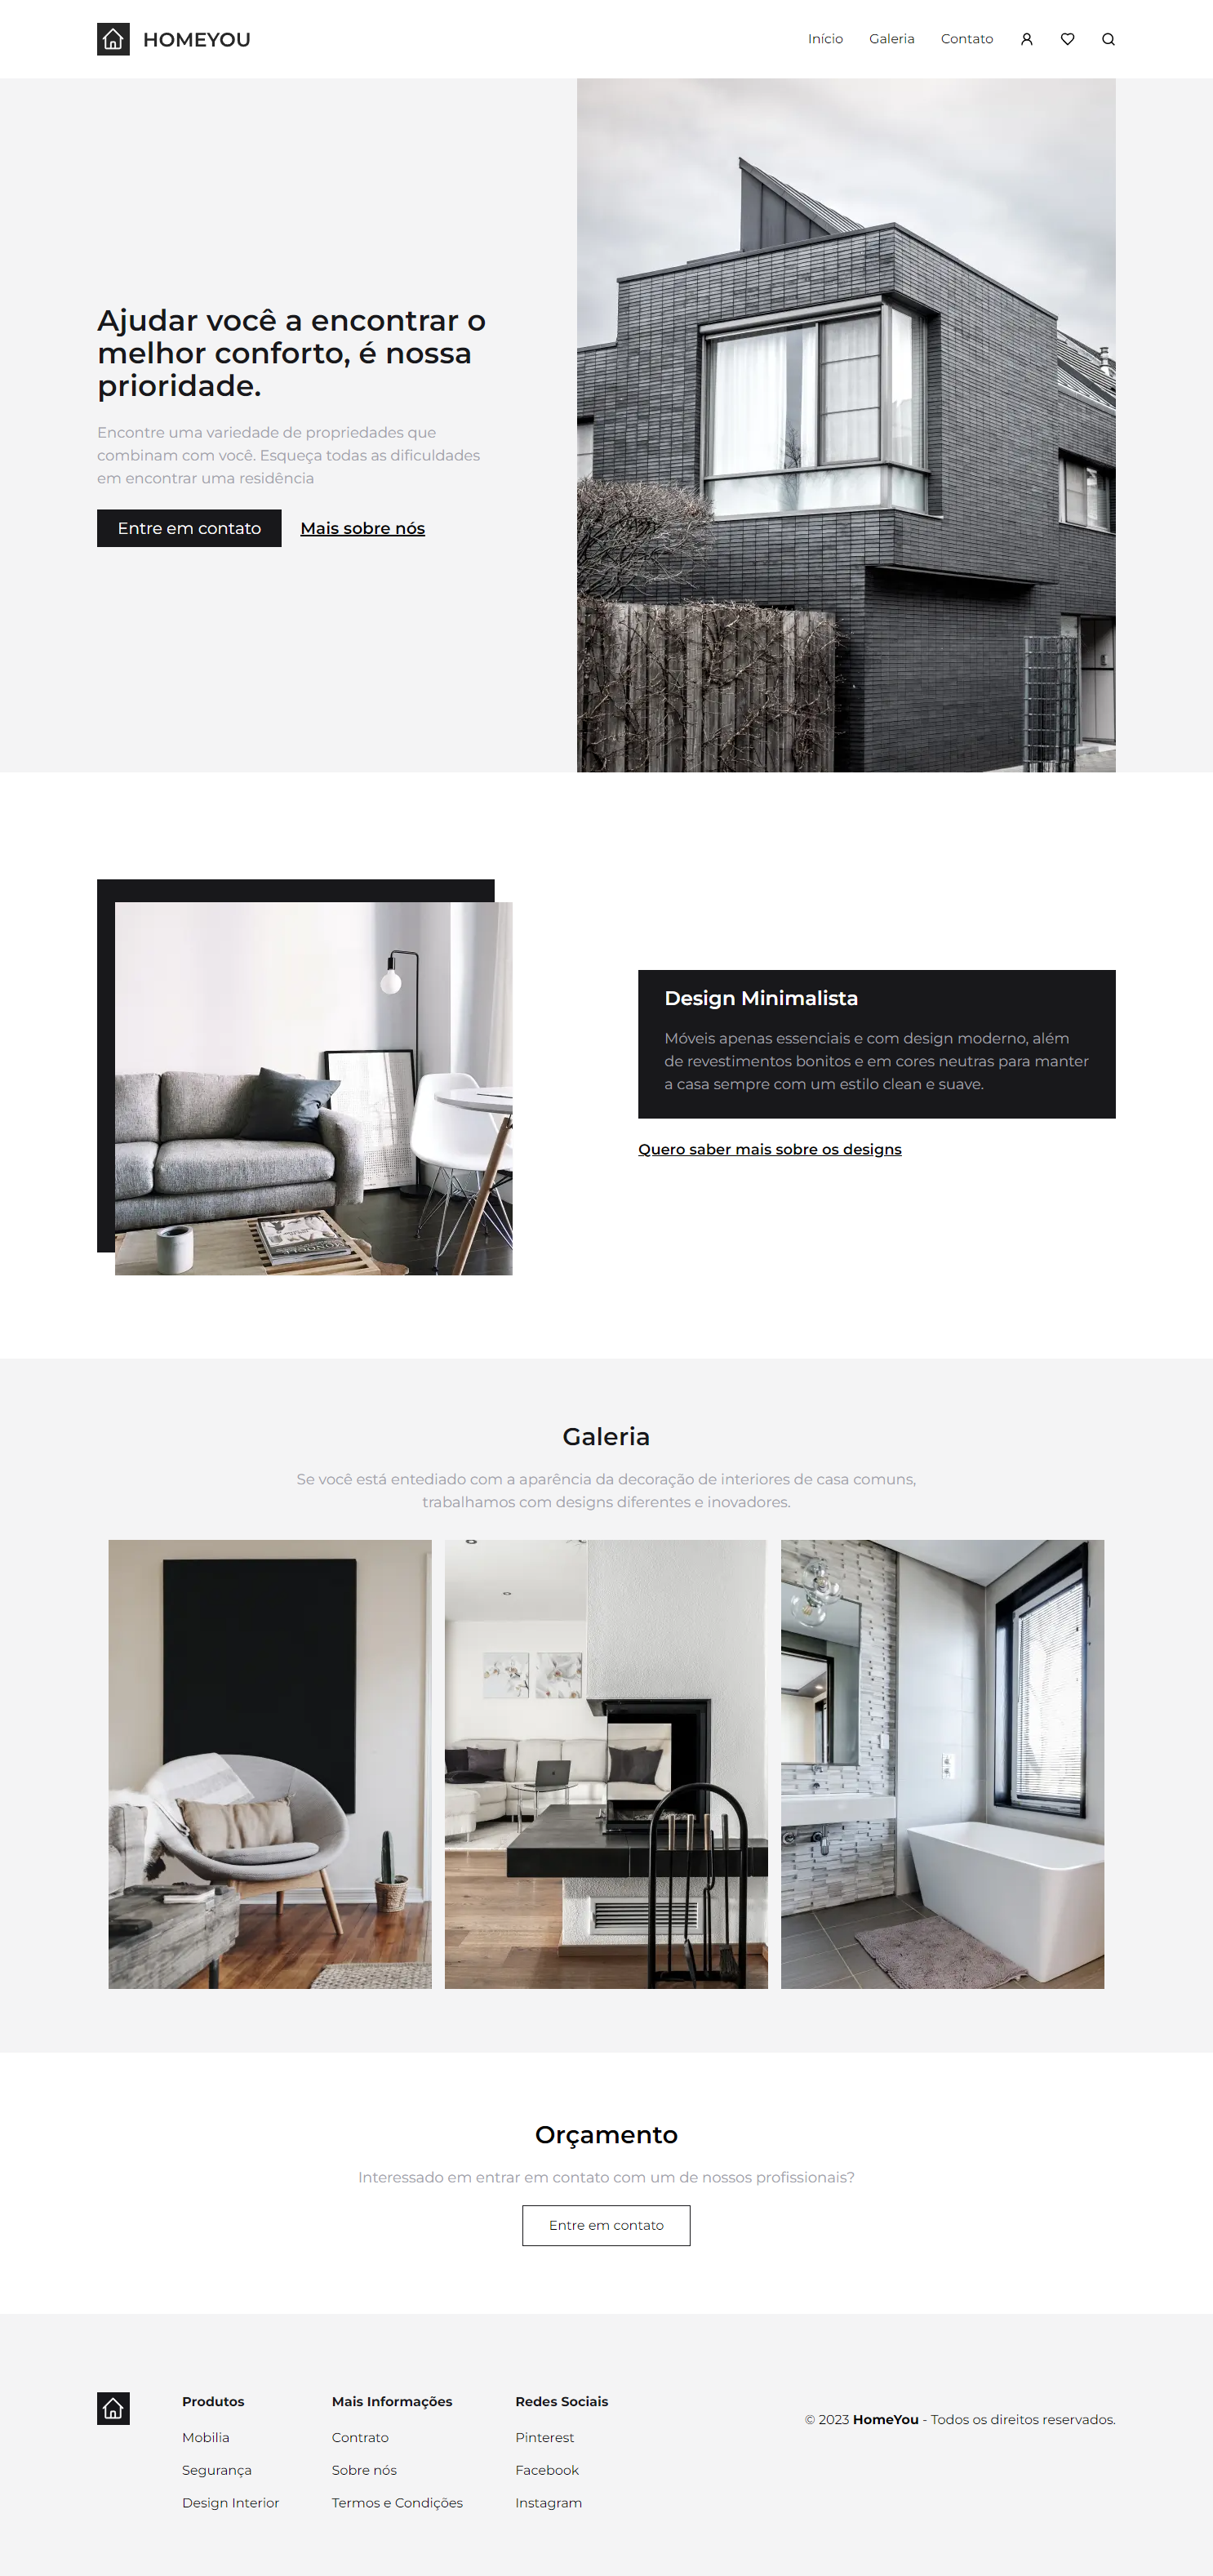 HOMEYOU
Início Galeria Contato
Ajudar você a encontrar o
melhor conforto, é nossa
prioridade.
Encontre uma variedade de propriedades que
combinam com você. Esqueça todas as dificuldades
em encontrar uma residência
Entre em contato Mais sobre nós
Design Minimalista
Móveis apenas essenciais e com design moderno, além
de revestimentos bonitos e em cores neutras para manter
a casa sempre com um estilo clean e suave.
Quero saber mais sobre os designs
Galeria
Se você está entediado com a aparência da decoração de interiores de casa comuns,
trabalhamos com designs diferentes e inovadores.
Orçamento
Interessado em entrar em contato com um de nossos profissionais?
Entre em contato
Produtos
Mobilia
Segurança
Design Interior
Mais Informações
Contrato
Sobre nós
Termos e Condições
Redes Sociais
Pinterest
Facebook
Instagram
© 2023 HomeYou - Todos os direitos reservados.